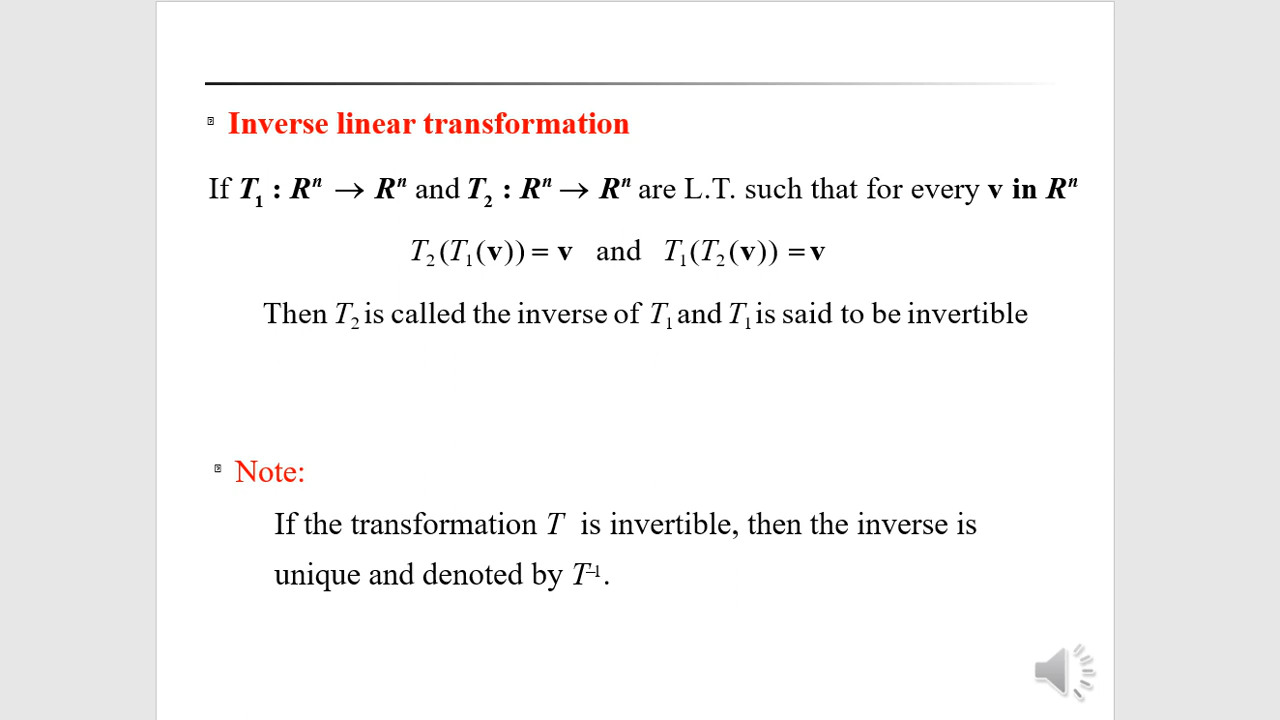 Inverse linear transformation
If T₁ : Rⁿ → Rⁿ and T₂ : Rⁿ → Rⁿ are L.T. such that for every v in Rⁿ
T₂(T₁(v)) = v and T₁(T₂(v)) = v
Then T₂ is called the inverse of T₁ and T₁ is said to be invertible
Note:
If the transformation T is invertible, then the inverse is
unique and denoted by T⁻¹.